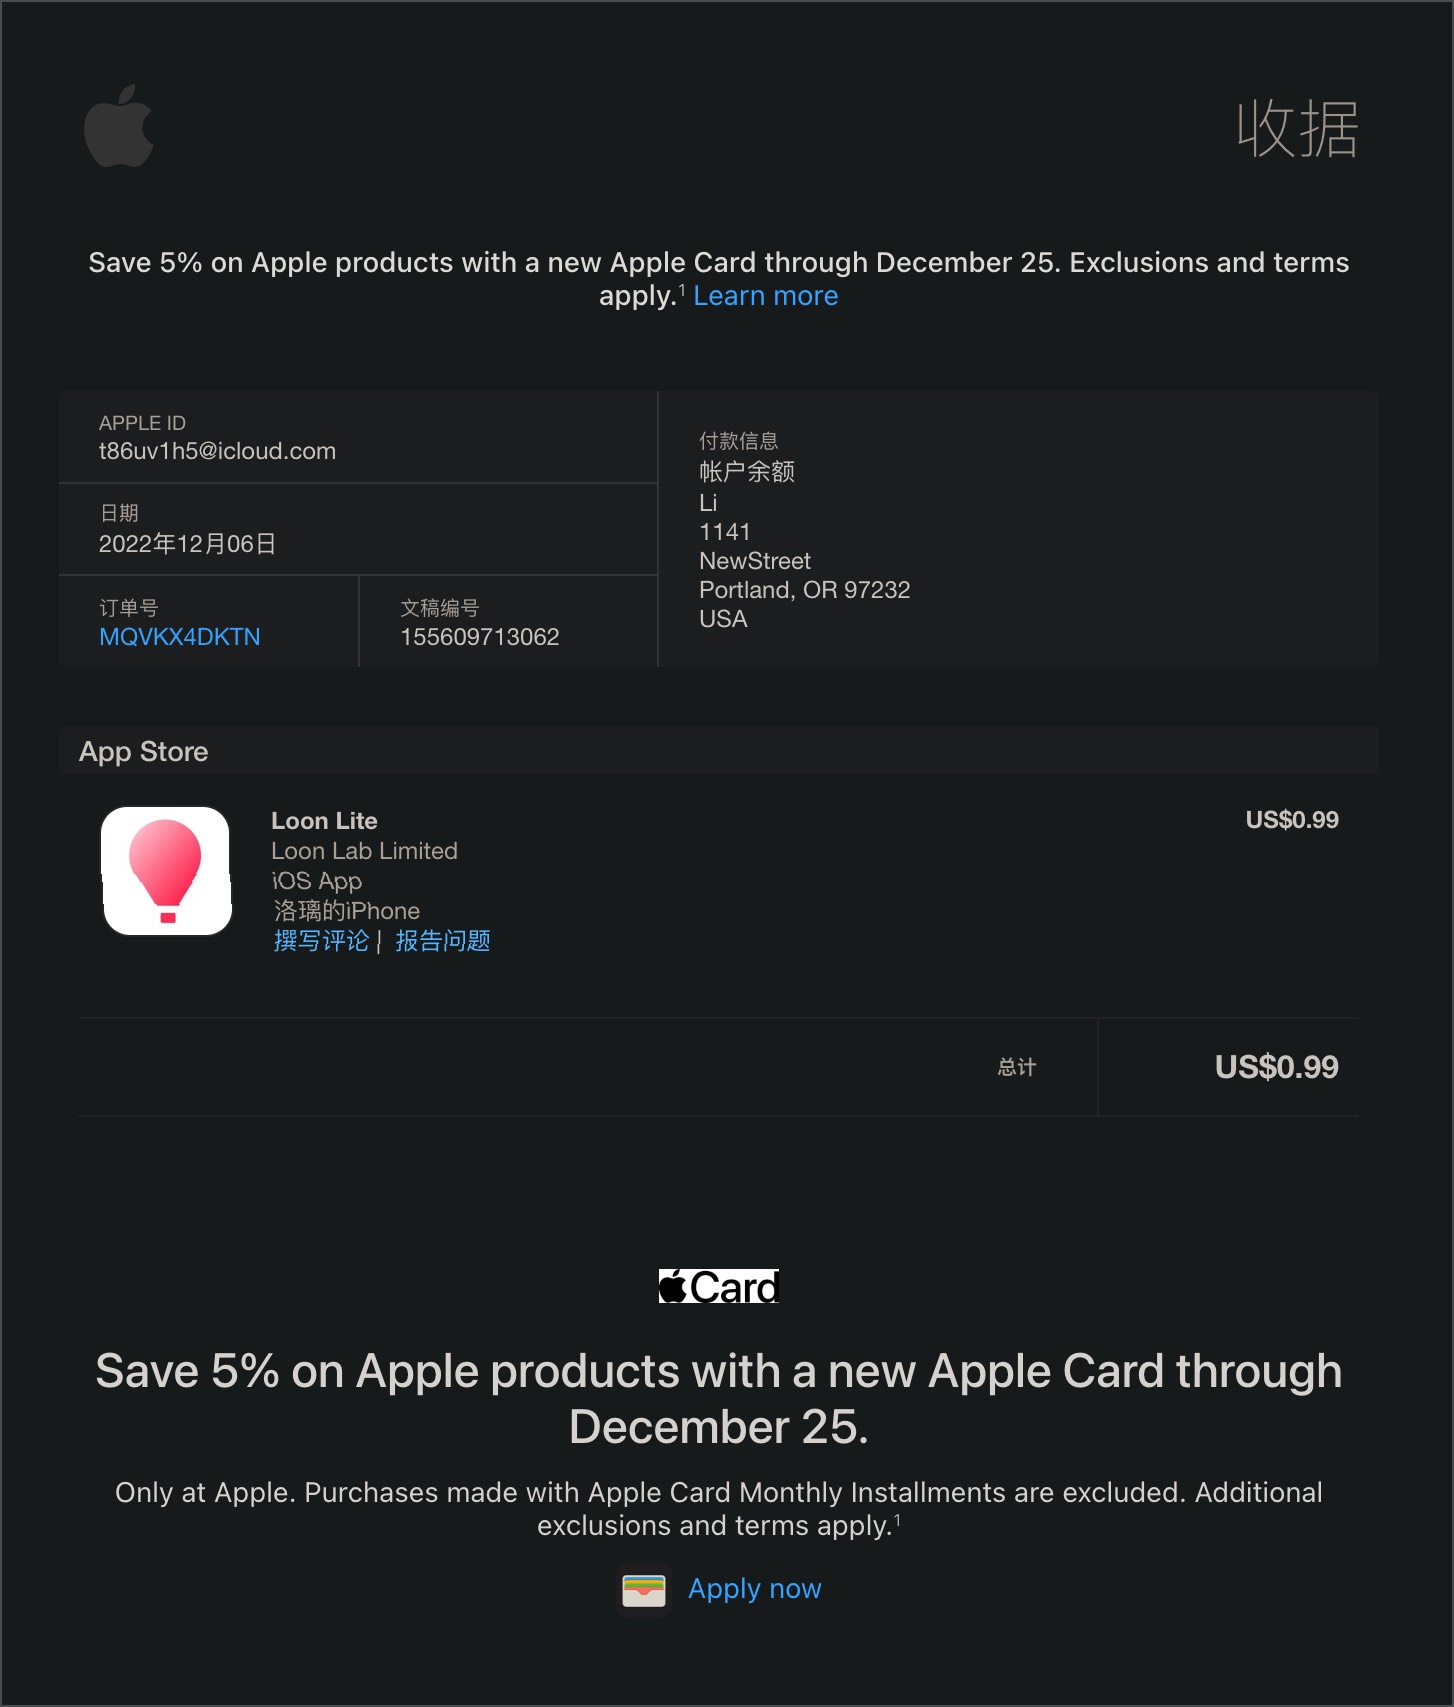 收据
Save 5% on Apple products with a new Apple Card through December 25. Exclusions and terms
apply.¹ Learn more
APPLE ID
t86uv1h5@icloud.com
日期
2022年12月06日
订单号
MQVKX4DKTN
文稿编号
155609713062
付款信息
帐户余额
Li
1141
NewStreet
Portland, OR 97232
USA
App Store
Loon Lite
US$0.99
Loon Lab Limited
iOS App
洛璃的iPhone
撰写评论 | 报告问题
总计
US$0.99
Card
Save 5% on Apple products with a new Apple Card through
December 25.
Only at Apple. Purchases made with Apple Card Monthly Installments are excluded. Additional
exclusions and terms apply.¹
Apply now